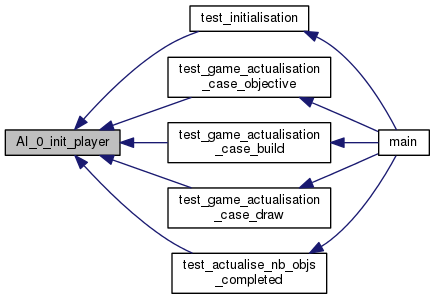 test_initialisation
test_game_actualisation
_case_objective
AI_0_init_player
test_game_actualisation
_case_build
main
test_game_actualisation
_case_draw
test_actualise_nb_objs
_completed